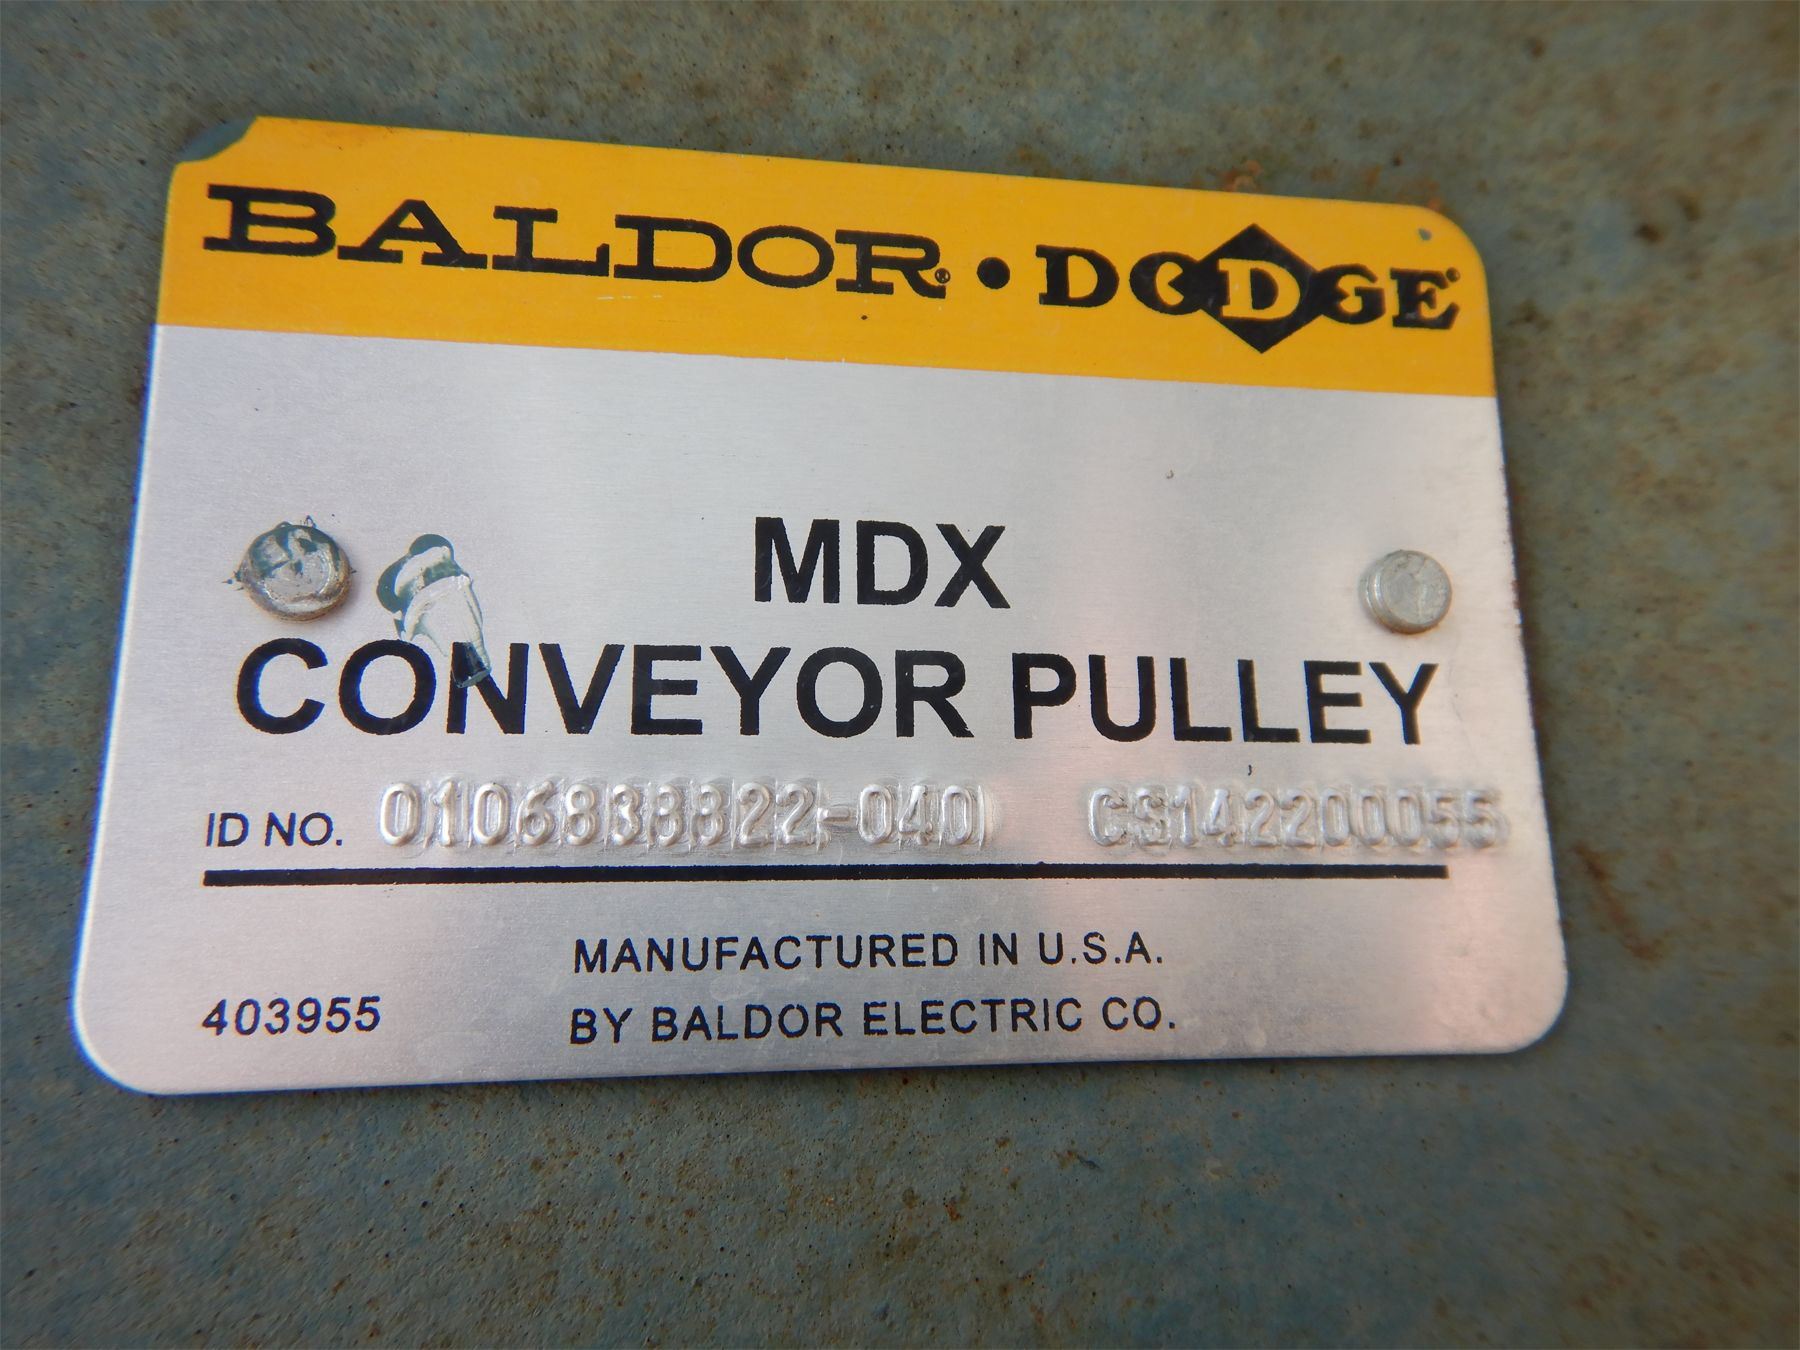 BALDOR® • DODGE®
MDX
CONVEYOR PULLEY
ID NO. 0106838822-040 CS142200055
MANUFACTURED IN U.S.A.
403955 BY BALDOR ELECTRIC CO.